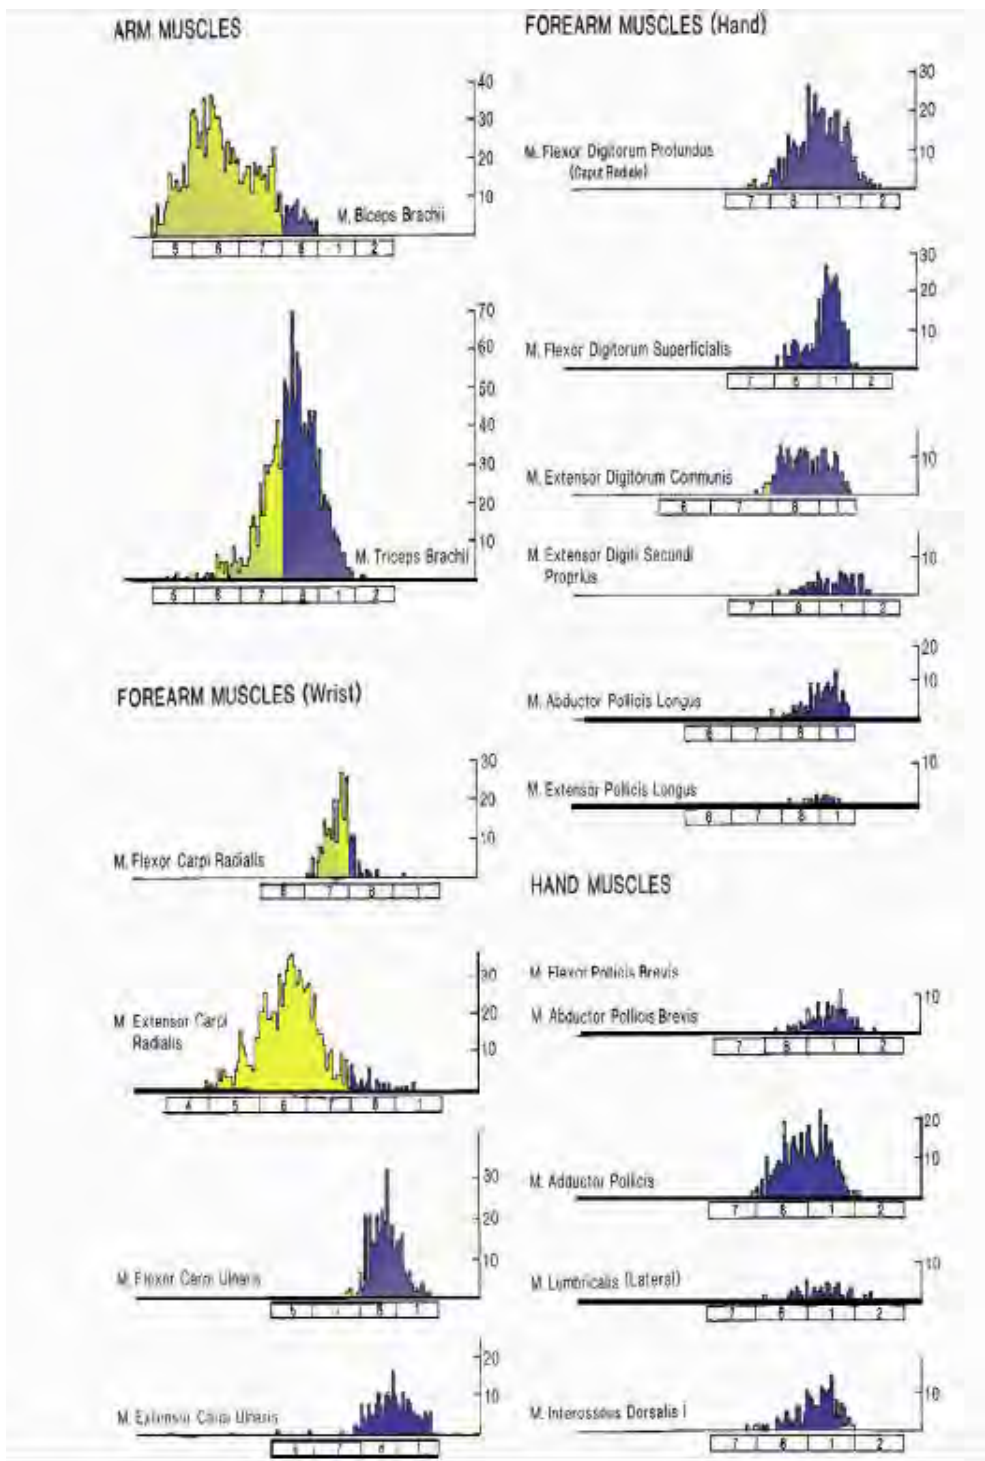 ARM MUSCLES
40
30
20
10
M. Biceps Brachii
5 6 7 8 1 2
70
60
50
40
30
20
10
M. Triceps Brachii
5 6 7 8 1 2
FOREARM MUSCLES (Wrist)
30
20
10
M. Flexor Carpi Radialis
6 7 8 1
30
20
10
M. Extensor Carpi
Radialis
4 5 6 7 8 1
30
20
10
M. Flexor Carpi Ulnaris
7 8 1
20
10
M. Extensor Carpi Ulnaris
7 8 1
FOREARM MUSCLES (Hand)
30
20
10
M. Flexor Digitorum Profundus
(Caput Radiale)
7 8 1 2
30
20
10
M. Flexor Digitorum Superficialis
7 8 1 2
10
M. Extensor Digitorum Communis
6 7 8 1
10
M. Extensor Digiti Secundi
Proprius
7 8 1 2
20
10
M. Abductor Pollicis Longus
6 7 8 1
10
M. Extensor Pollicis Longus
6 7 8 1
HAND MUSCLES
M. Flexor Pollicis Brevis
10
M. Abductor Pollicis Brevis
7 8 1 2
20
10
M. Adductor Pollicis
7 8 1 2
10
M. Lumbricalis (Lateral)
7 8 1 2
10
M. Interosseus Dorsalis I
7 8 1 2